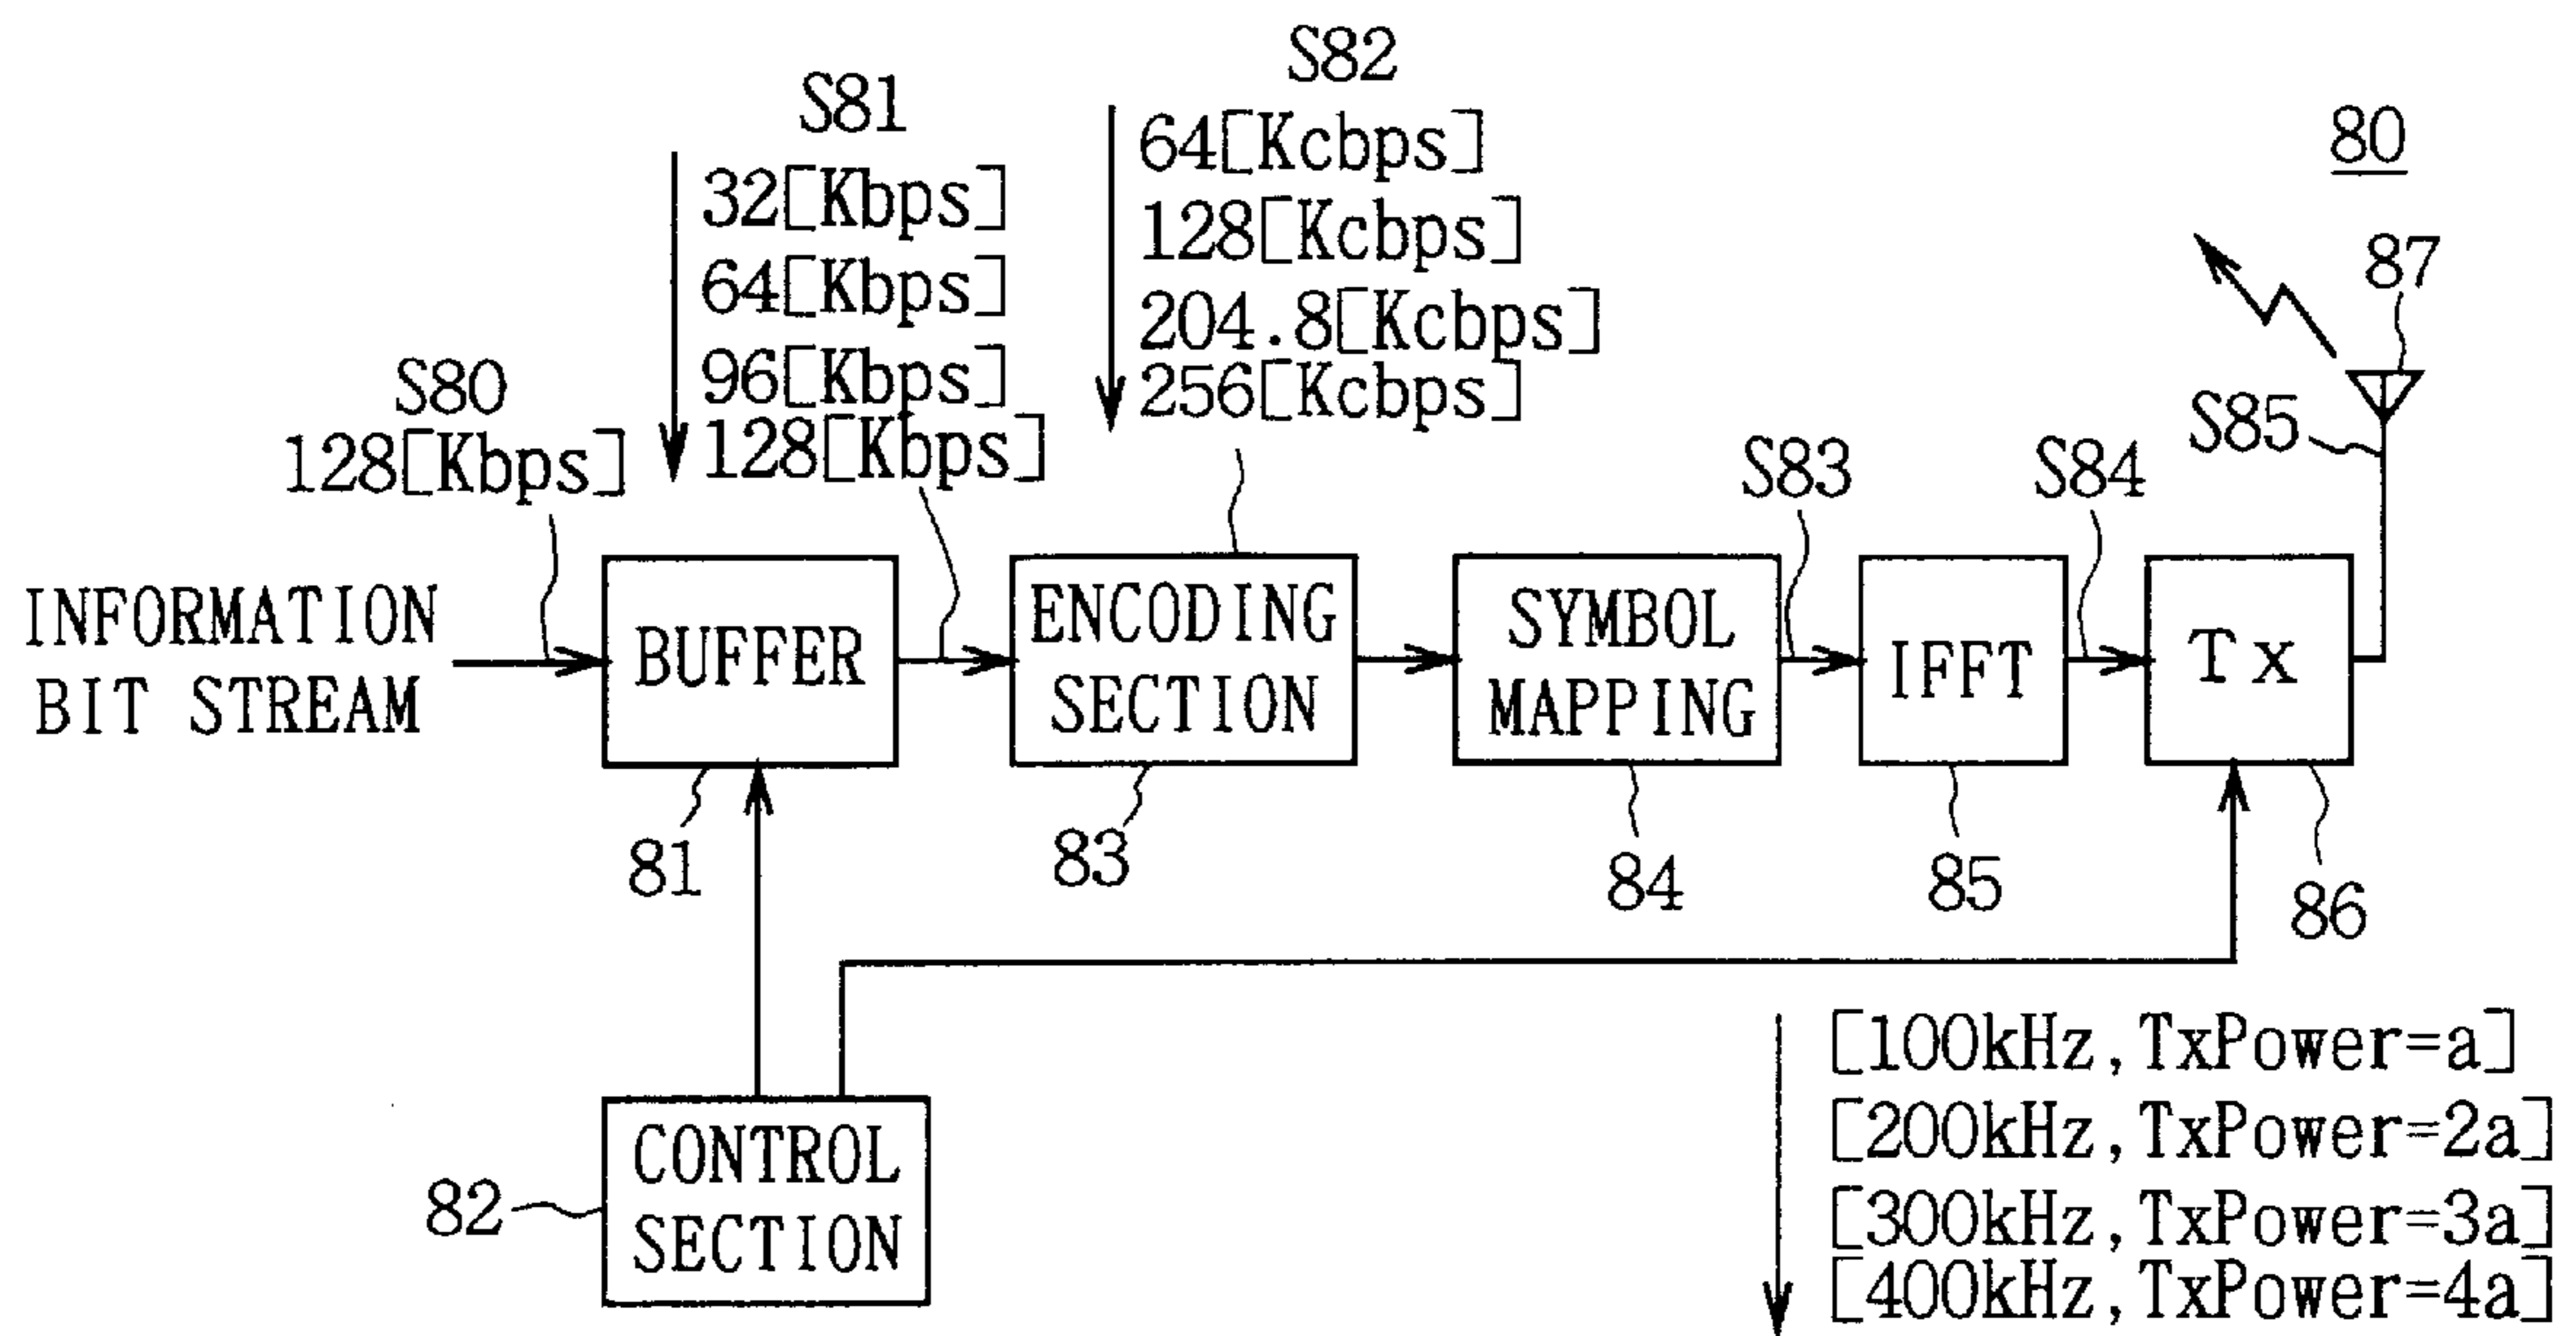 S82
S81
64[Kcbps]
80
32[Kbps]
128[Kcbps]
87
64[Kbps]
204.8[Kcbps]
96[Kbps]
256[Kcbps]
S80
128[Kbps]
128[Kbps]
S85
S83
S84
INFORMATION
BIT STREAM
BUFFER
ENCODING
SECTION
SYMBOL
MAPPING
IFFT
Tx
81
83
84
85
86
[100kHz,TxPower=a]
[200kHz,TxPower=2a]
[300kHz,TxPower=3a]
[400kHz,TxPower=4a]
82
CONTROL
SECTION